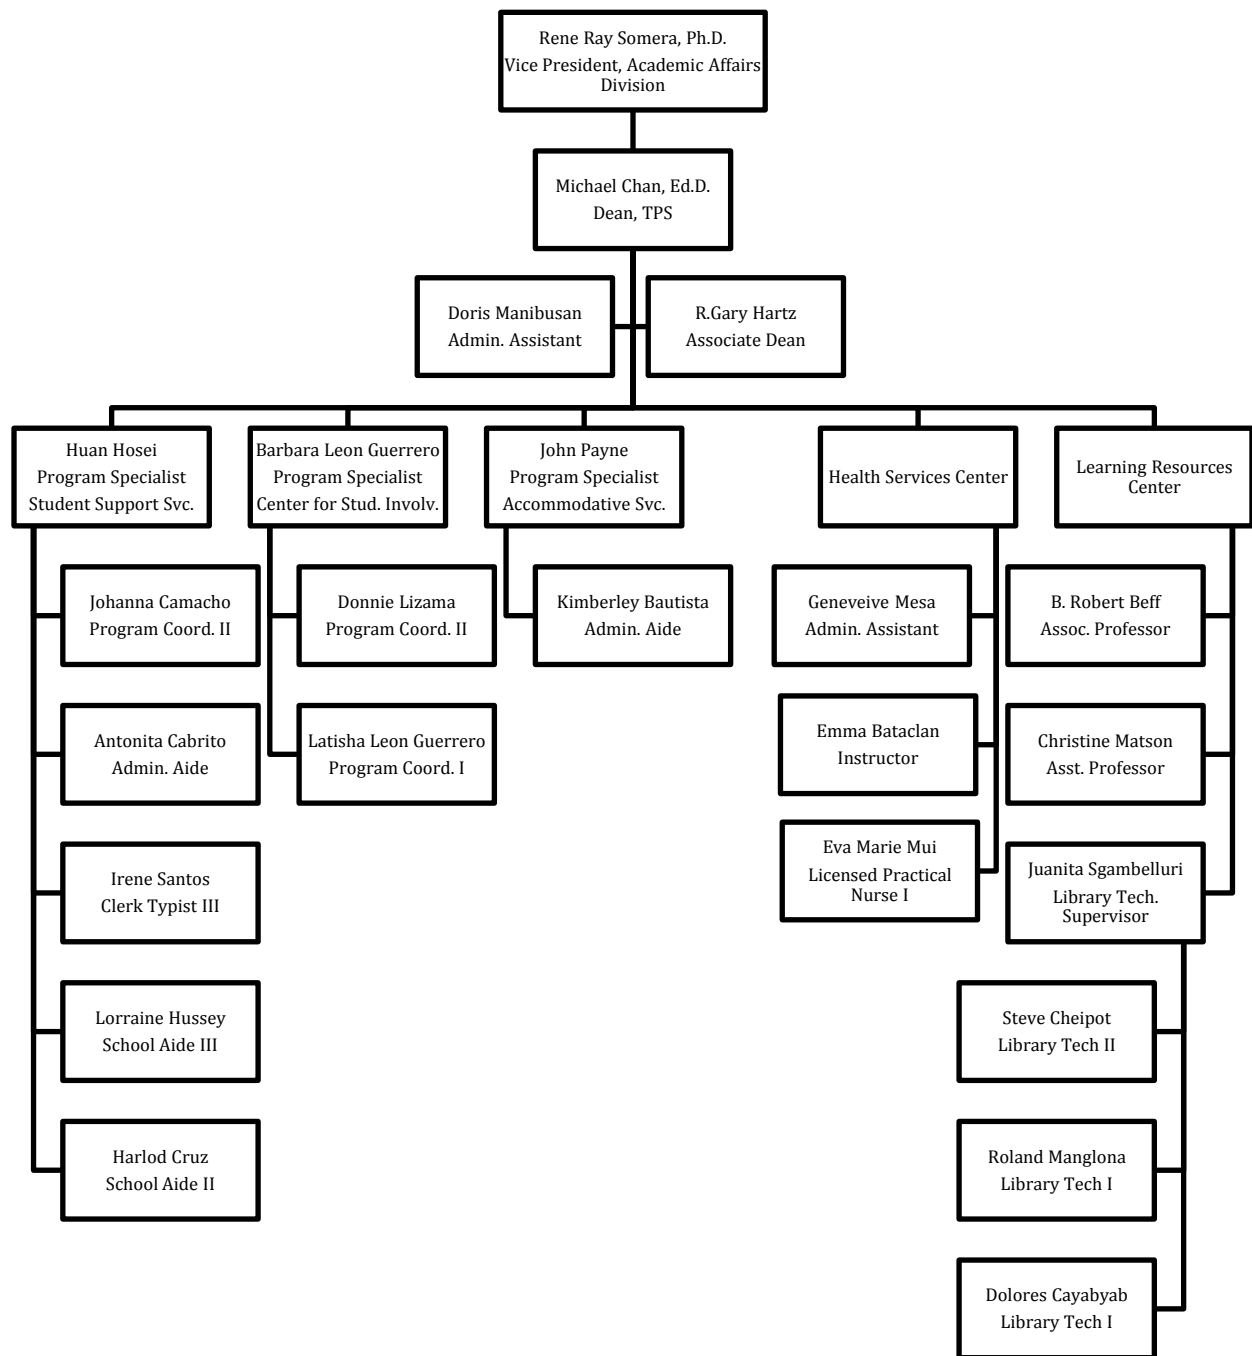 Rene Ray Somera, Ph.D.
Vice President, Academic Affairs
Division
Michael Chan, Ed.D.
Dean, TPS
Doris Manibusan
Admin. Assistant
R.Gary Hartz
Associate Dean
Huan Hosei
Program Specialist
Student Support Svc.
Barbara Leon Guerrero
Program Specialist
Center for Stud. Involv.
John Payne
Program Specialist
Accommodative Svc.
Health Services Center
Learning Resources
Center
Johanna Camacho
Program Coord. II
Donnie Lizama
Program Coord. II
Kimberley Bautista
Admin. Aide
Geneveive Mesa
Admin. Assistant
B. Robert Beff
Assoc. Professor
Antonita Cabrito
Admin. Aide
Latisha Leon Guerrero
Program Coord. I
Emma Bataclan
Instructor
Christine Matson
Asst. Professor
Irene Santos
Clerk Typist III
Eva Marie Mui
Licensed Practical
Nurse I
Juanita Sgambelluri
Library Tech.
Supervisor
Lorraine Hussey
School Aide III
Steve Cheipot
Library Tech II
Harlod Cruz
School Aide II
Roland Manglona
Library Tech I
Dolores Cayabyab
Library Tech I